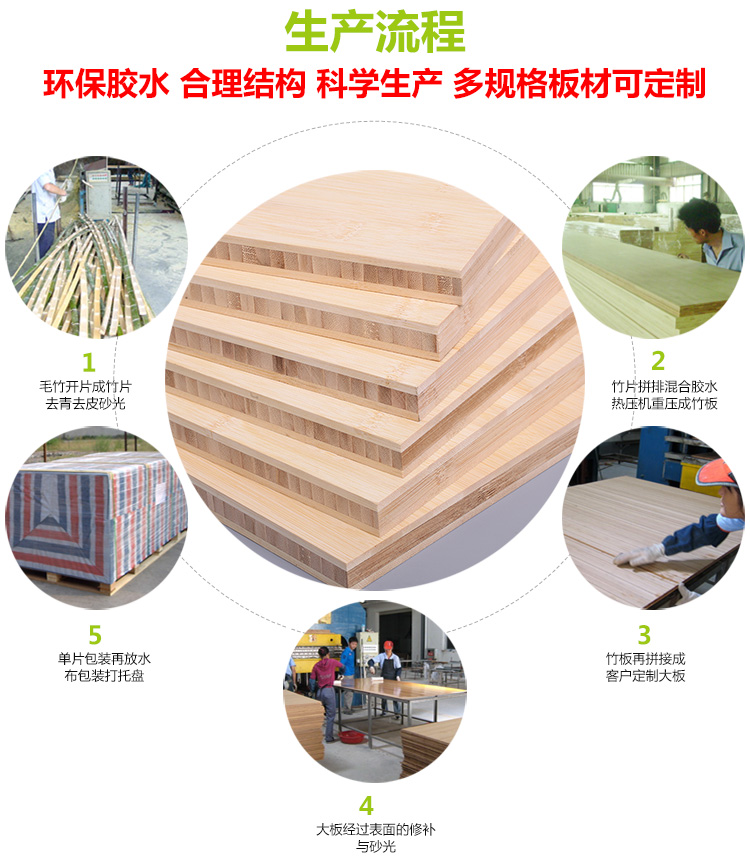 生产流程
环保胶水 合理结构 科学生产 多规格板材可定制
1
毛竹开片成竹片
去青去皮砂光
2
竹片拼排混合胶水
热压机重压成竹板
3
竹板再拼接成
客户定制大板
4
大板经过表面的修补
与砂光
5
单片包装再放水
布包装打托盘